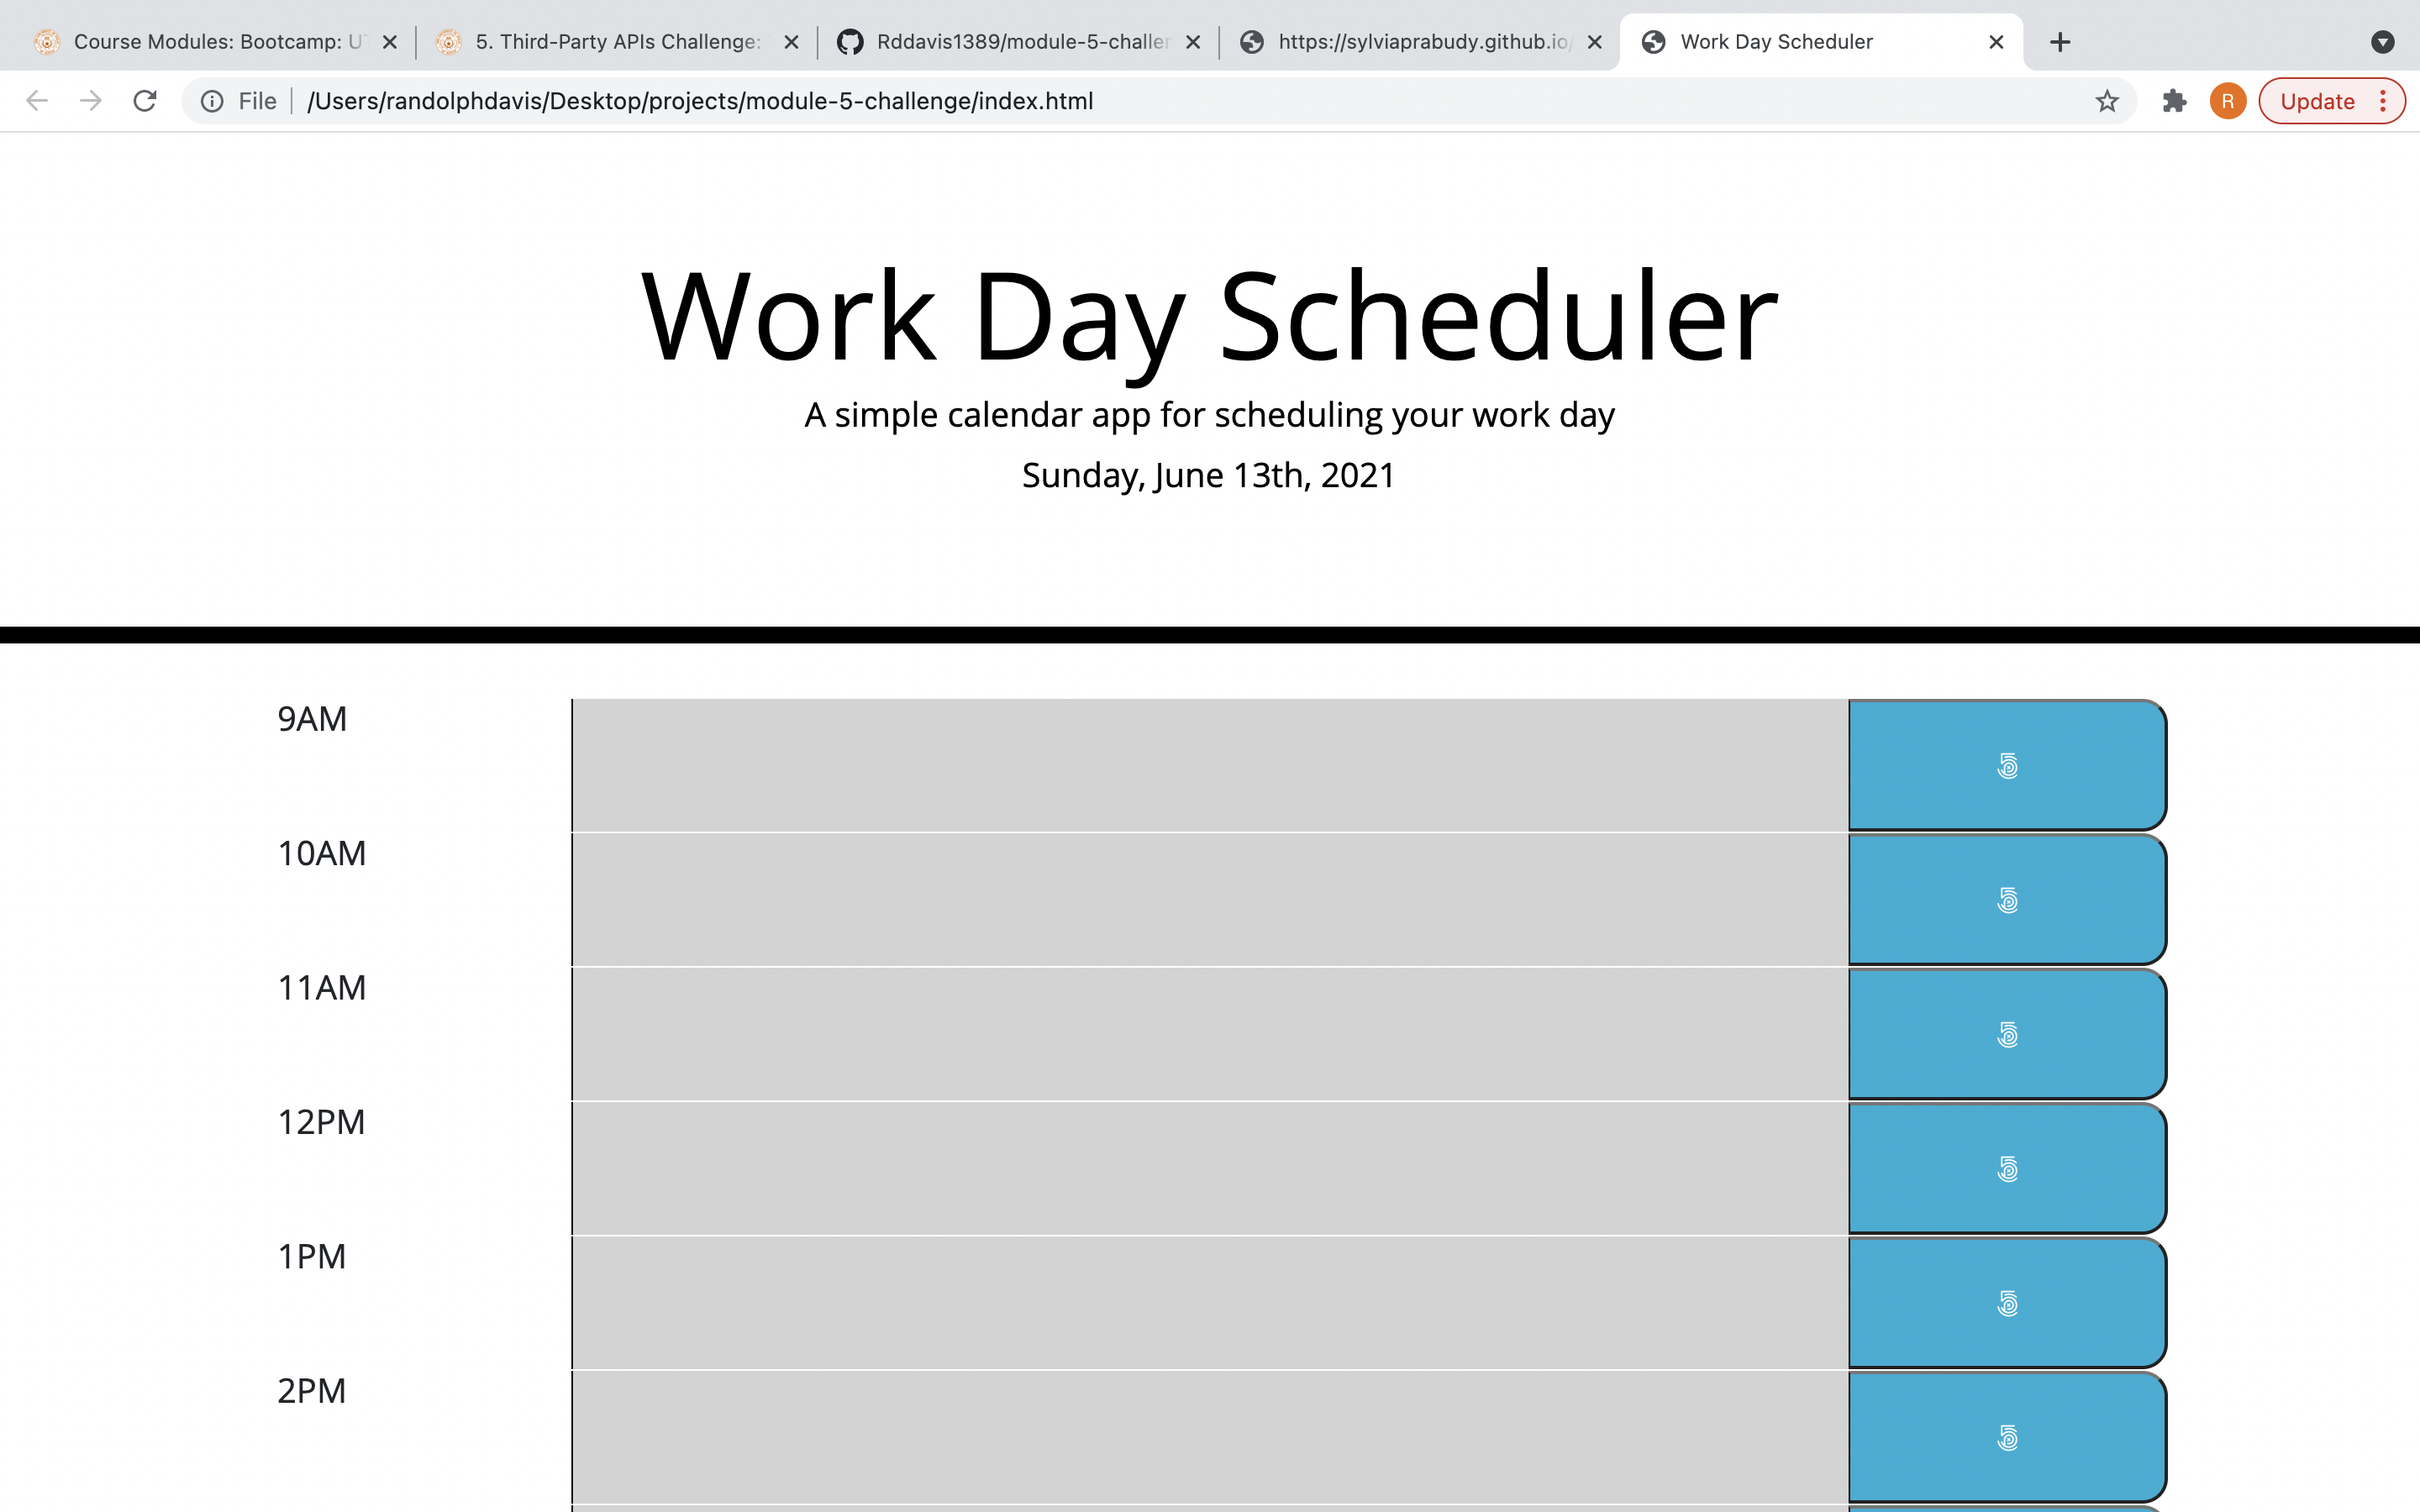 Course Modules: Bootcamp: U
5. Third-Party APIs Challenge:
Rddavis1389/module-5-challen
https://sylviaprabudy.github.io/
Work Day Scheduler
File
/Users/randolphdavis/Desktop/projects/module-5-challenge/index.html
R
Update
Work Day Scheduler
A simple calendar app for scheduling your work day
Sunday, June 13th, 2021
9AM
10AM
11AM
12PM
1PM
2PM